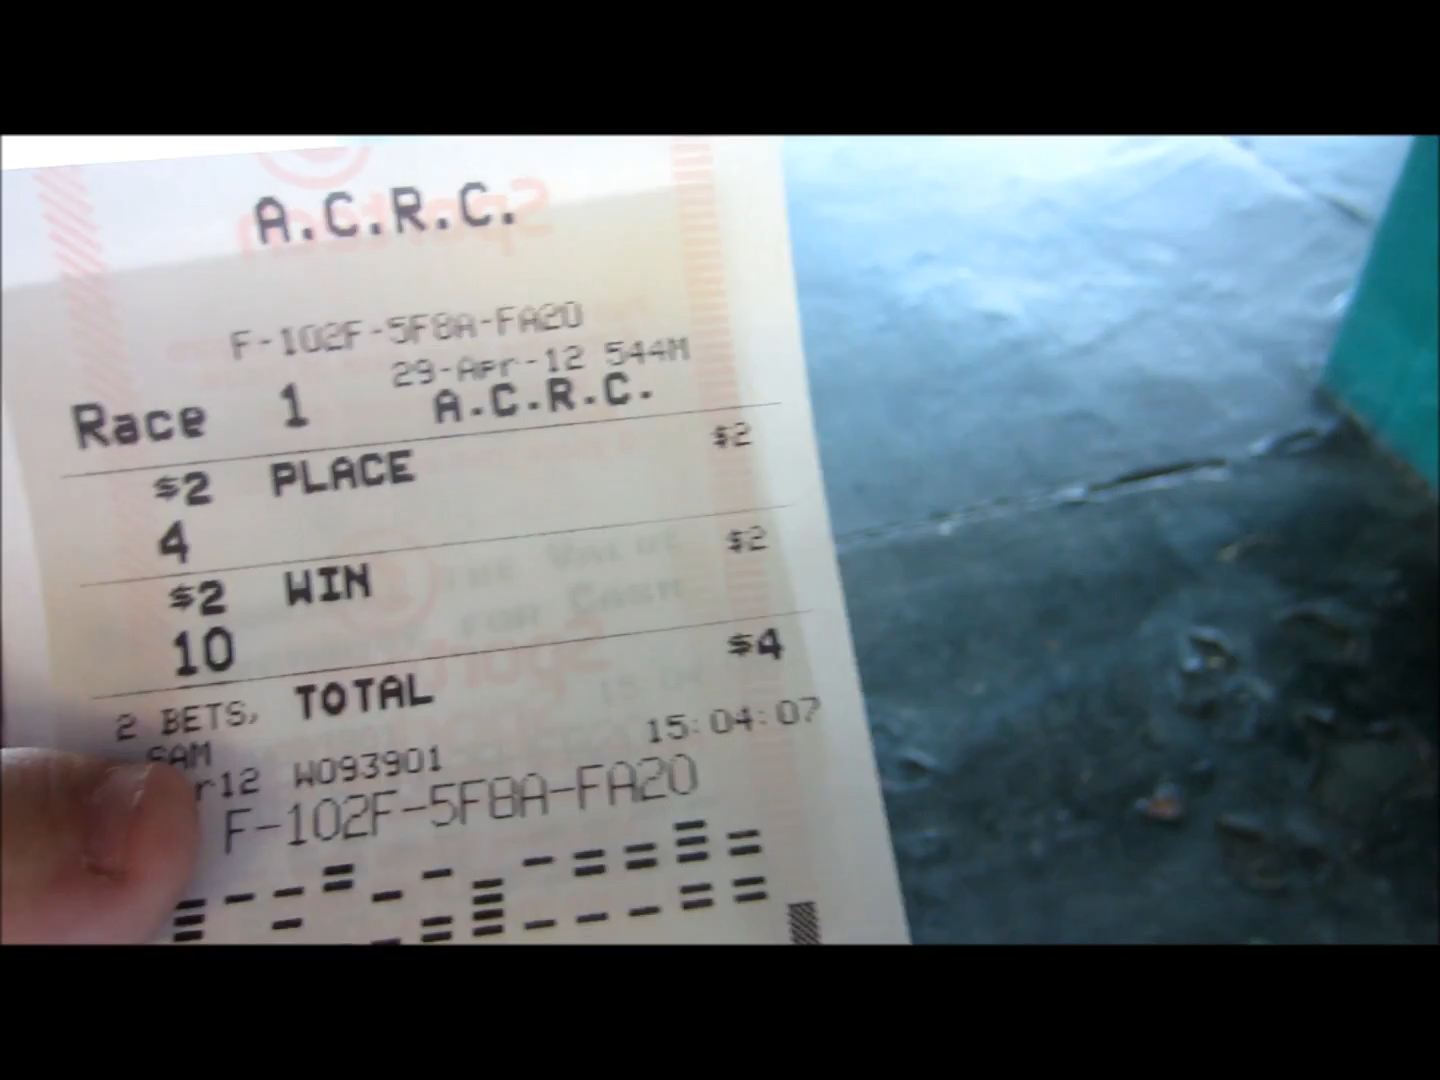 A.C.R.C.
F-102F-5F8A-FA20
29-Apr-12 544M
Race 1 A.C.R.C.
$2 PLACE $2
4
$2 WIN $2
10
2 BETS, TOTAL $4
SAM 15:04:07
r12 W093901
F-102F-5F8A-FA20